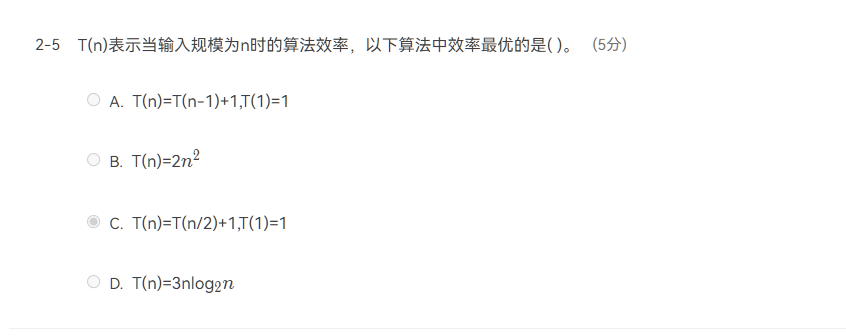 2-5 T(n)表示当输入规模为n时的算法效率，以下算法中效率最优的是( )。 (5分)
A. T(n)=T(n-1)+1,T(1)=1
B. T(n)=2n²
C. T(n)=T(n/2)+1,T(1)=1
D. T(n)=3nlog₂n